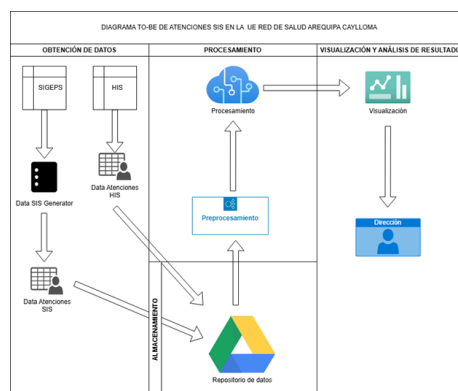 DIAGRAMA TO-BE DE ATENCIONES SIS EN LA UE RED DE SALUD AREQUIPA CAYLLOMA
OBTENCIÓN DE DATOS
PROCESAMIENTO
VISUALIZACIÓN Y ANÁLISIS DE RESULTADO
SIGEPS
HIS
Procesamiento
Visualización
Data SIS Generator
Data Atenciones
HIS
Preprocesamiento
Dirección
Data Atenciones
SIS
ALMACENAMIENTO
Repositorio de datos